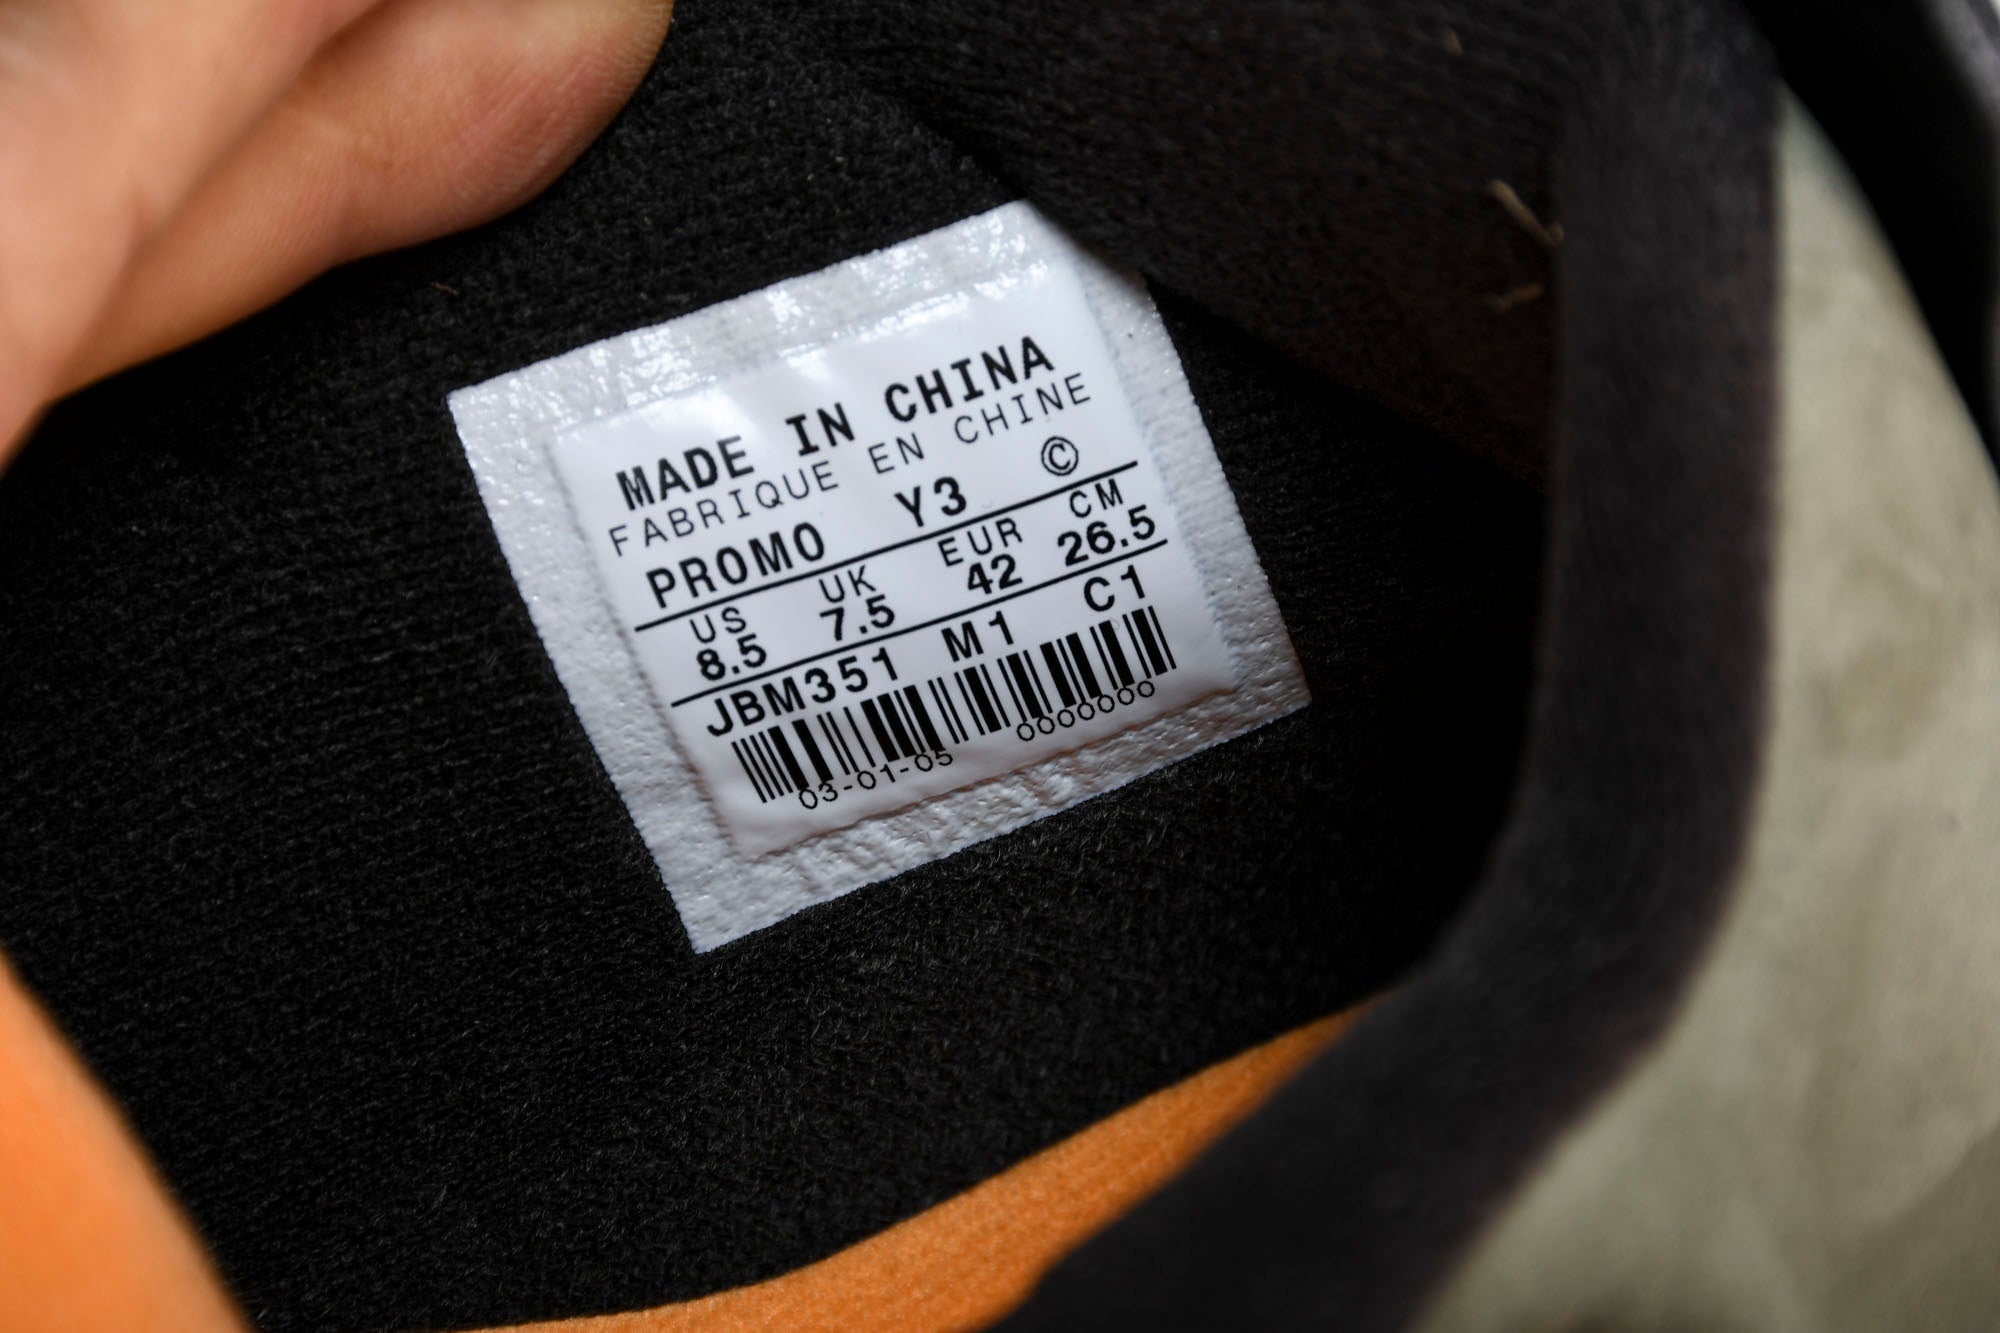 MADE IN CHINA
FABRIQUE EN CHINE
PROMO Y3 ©
US UK EUR CM
8.5 7.5 42 26.5
JBM351 M1 C1
03-01-05 0000000